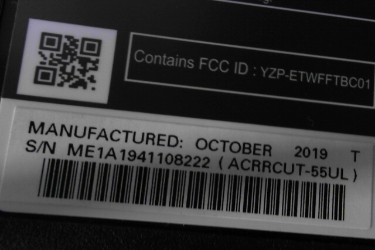 Contains FCC ID : YZP-ETWFFTBC01
MANUFACTURED: OCTOBER 2019 T
S/N ME1A1941108222 ( ACRRCUT-55UL )